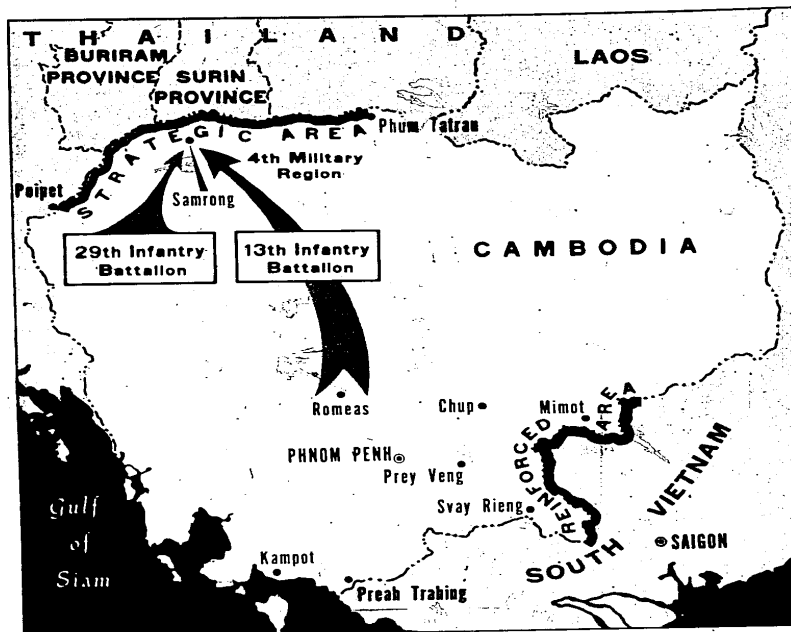 THAILAND
BURIRAM
PROVINCE
SURIN
PROVINCE
LAOS
STRATEGIC AREA
Phum Tatrau
4th Military
Region
Poipet
Samrong
29th Infantry
Battalion
13th Infantry
Battalion
CAMBODIA
Romeas
Chup
Mimot
REINFORCED AREA
PHNOM PENH
Prey Veng
Svay Rieng
SOUTH VIETNAM
SAIGON
Gulf
of
Siam
Kampot
Preah Trabing